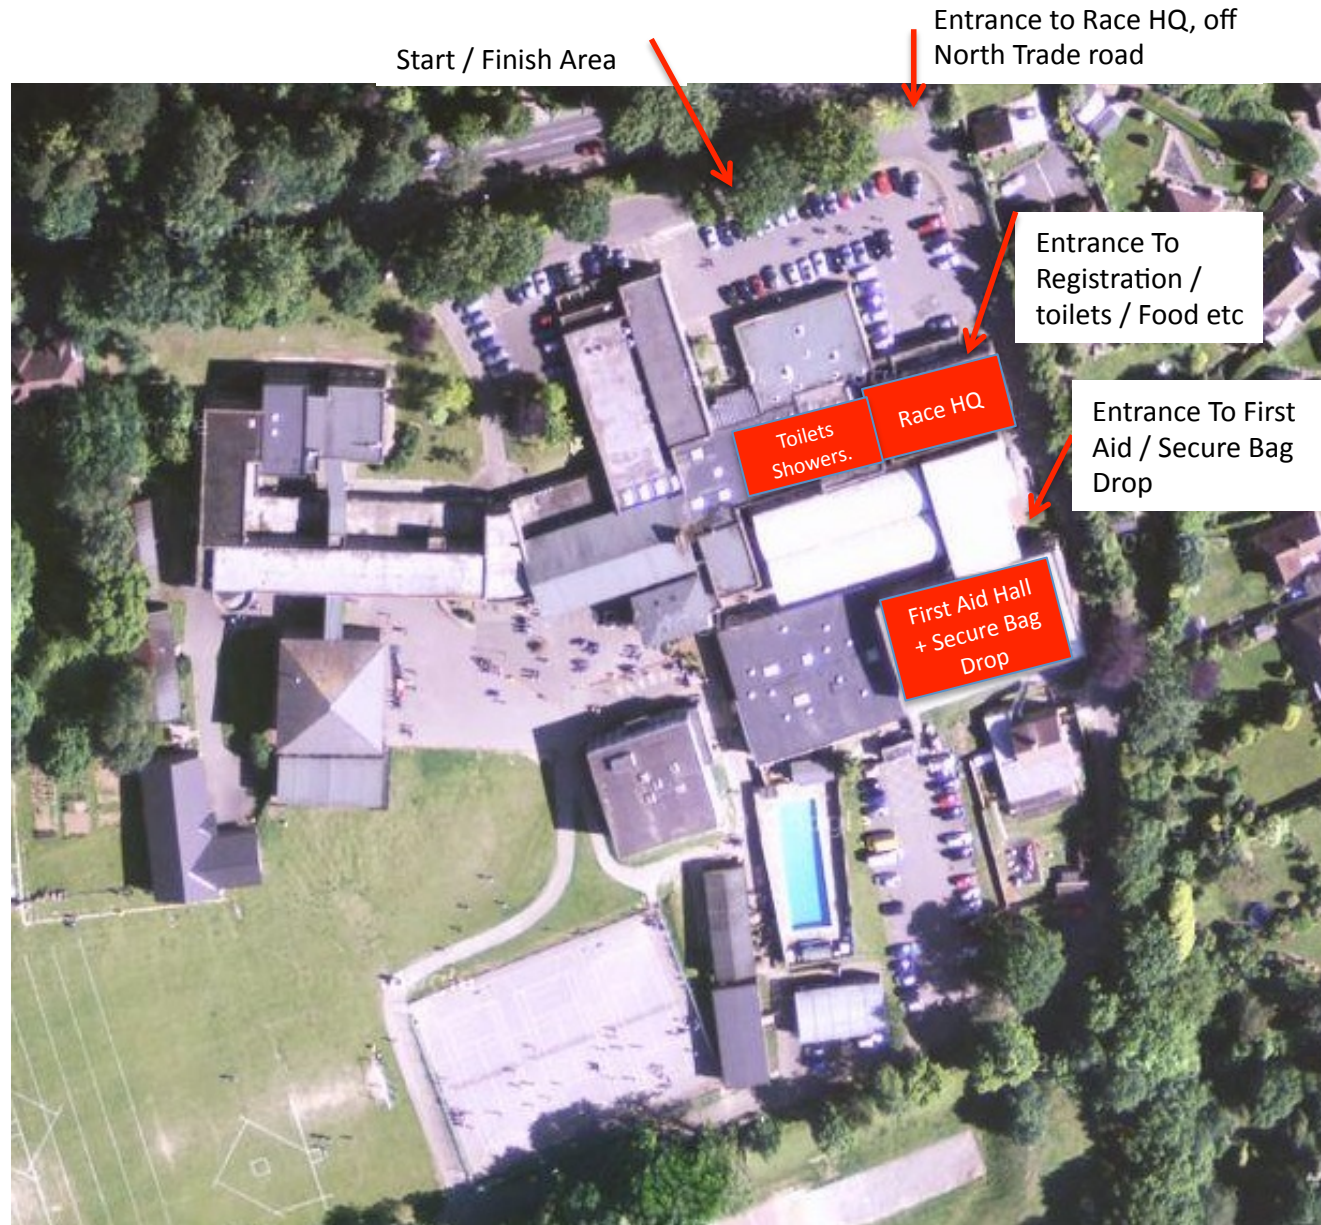 Entrance to Race HQ, off
North Trade road
Start / Finish Area
Entrance To
Registration /
toilets / Food etc
Race HQ
Toilets
Showers.
Entrance To First
Aid / Secure Bag
Drop
First Aid Hall
+ Secure Bag
Drop